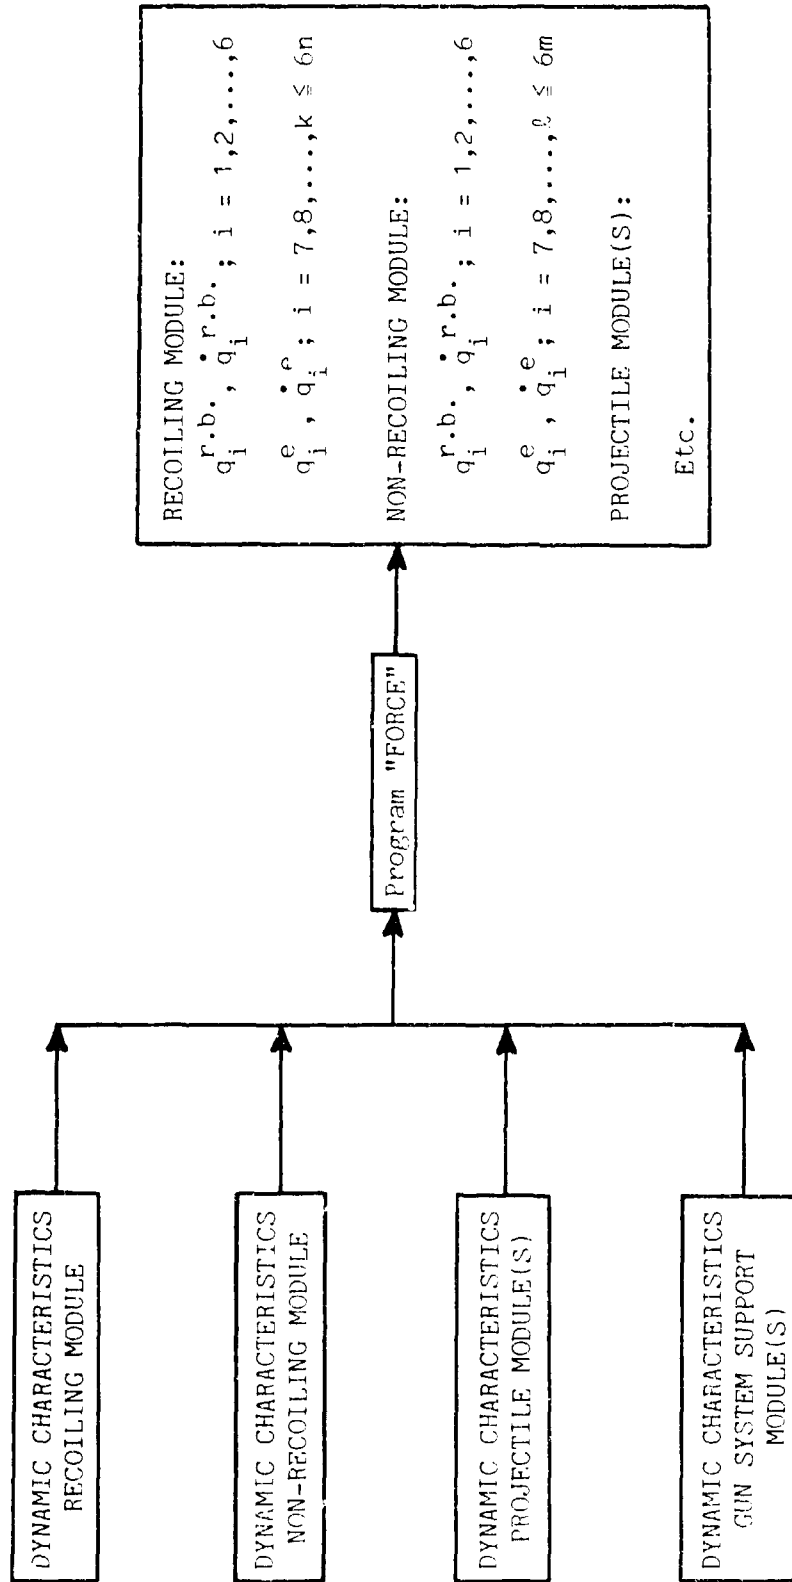 DYNAMIC CHARACTERISTICS
RECOILING MODULE
DYNAMIC CHARACTERISTICS
NON-RECOILING MODULE
DYNAMIC CHARACTERISTICS
PROJECTILE MODULE(S)
DYNAMIC CHARACTERISTICS
GUN SYSTEM SUPPORT
MODULE(S)
Program "FORCE"
RECOILING MODULE:
q_i^{r.b.}, q̇_i^{r.b.}; i = 1,2,...,6
q_i^e, q̇_i^e; i = 7,8,...,k ≤ 6n
NON-RECOILING MODULE:
q_i^{r.b.}, q̇_i^{r.b.}; i = 1,2,...,6
q_i^e, q̇_i^e; i = 7,8,...,ℓ ≤ 6m
PROJECTILE MODULE(S):
Etc.